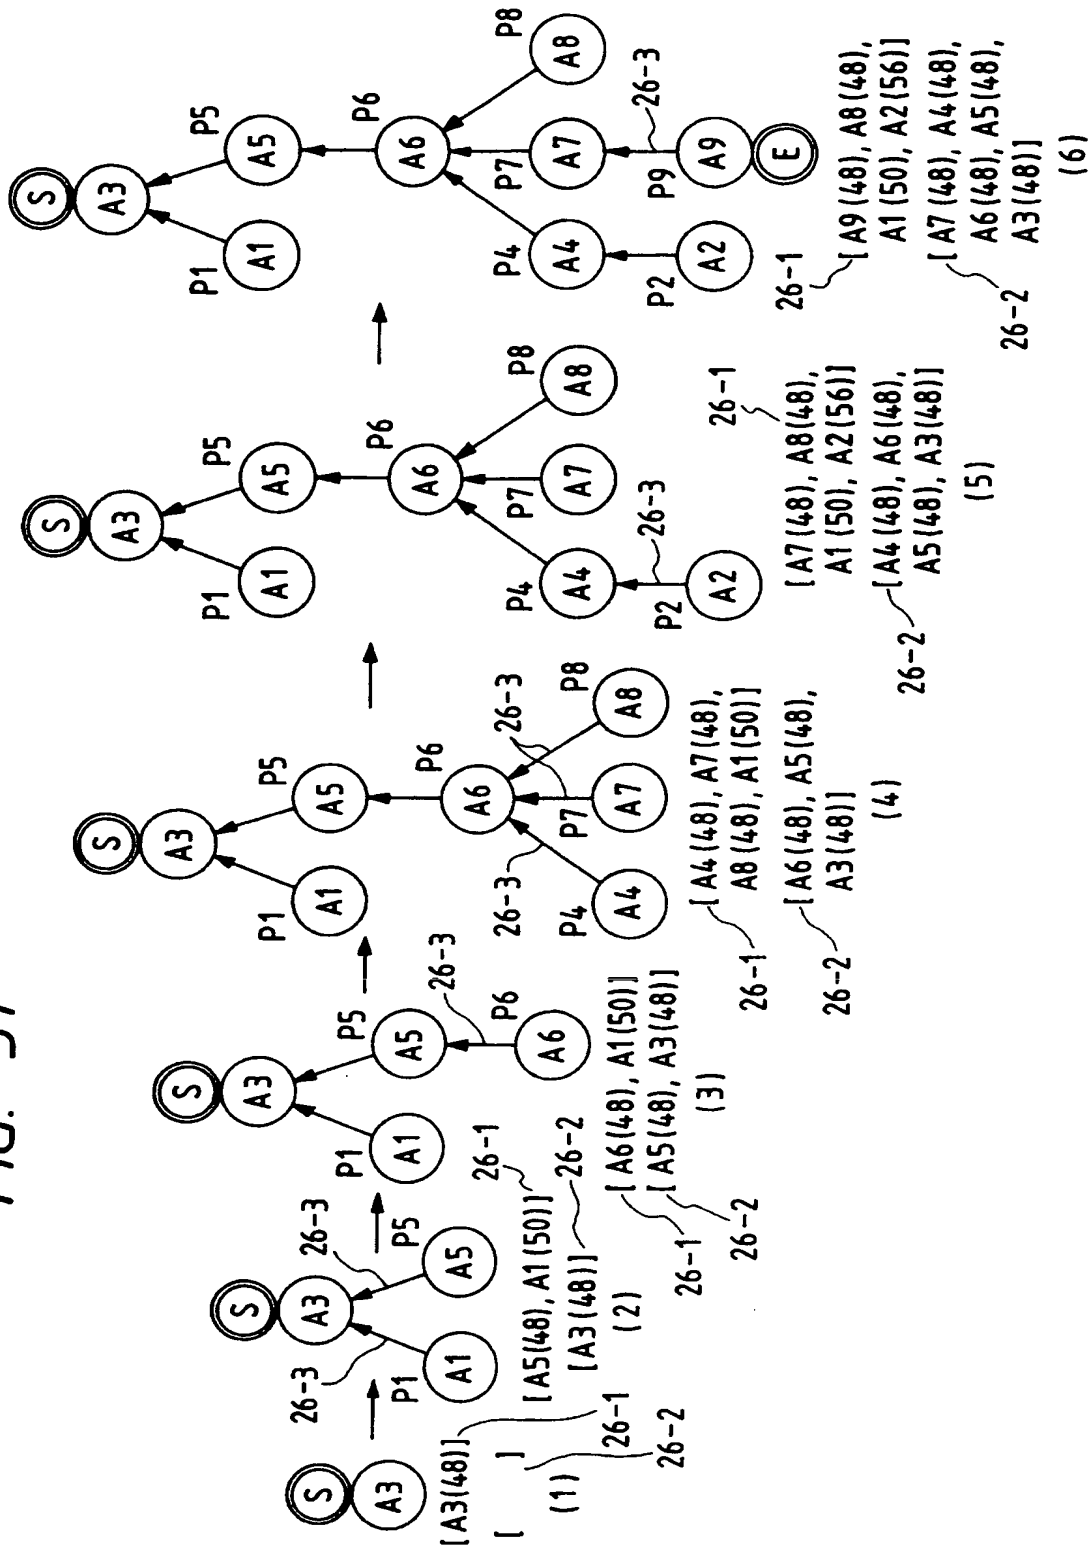 S
A3
[A3(48)]
26-1
[ ]
26-2
(1)
S
A3
26-3
26-3
P1
P5
A1
A5
[A5(48), A1(50)]
26-1
[A3(48)]
26-2
(2)
S
A3
P1
P5
A1
A5
26-3
P6
A6
[A6(48), A1(50)]
26-1
[A5(48), A3(48)]
26-2
(3)
S
A3
P1
P5
A1
A5
P6
A6
26-3
26-3
P4
P7
P8
A4
A7
A8
26-1
[A4(48), A7(48),
A8(48), A1(50)]
26-2
[A6(48), A5(48),
A3(48)]
(4)
S
A3
P1
P5
A1
A5
P6
A6
P4
P7
P8
A4
A7
A8
26-3
P2
A2
26-1
[A7(48), A8(48),
A1(50), A2(56)]
26-2
[A4(48), A6(48),
A5(48), A3(48)]
(5)
S
A3
P1
P5
A1
A5
P6
A6
P4
P7
P8
A4
A7
A8
26-3
P2
P9
A2
A9
E
26-1
[A9(48), A8(48),
A1(50), A2(56)]
26-2
[A7(48), A4(48),
A6(48), A5(48),
A3(48)]
(6)